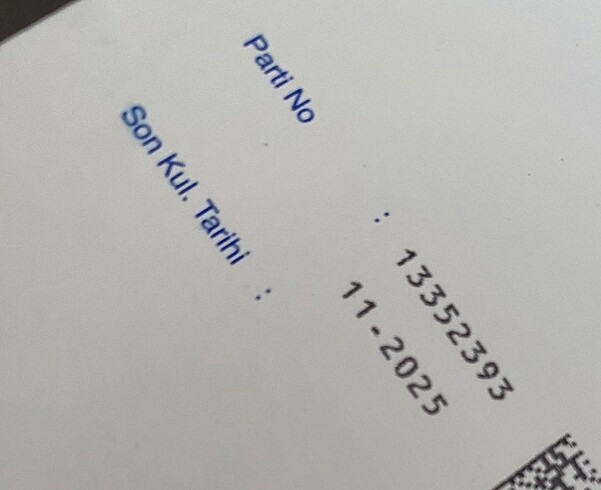 Parti No : 13352393
Son Kul. Tarihi : 11-2025